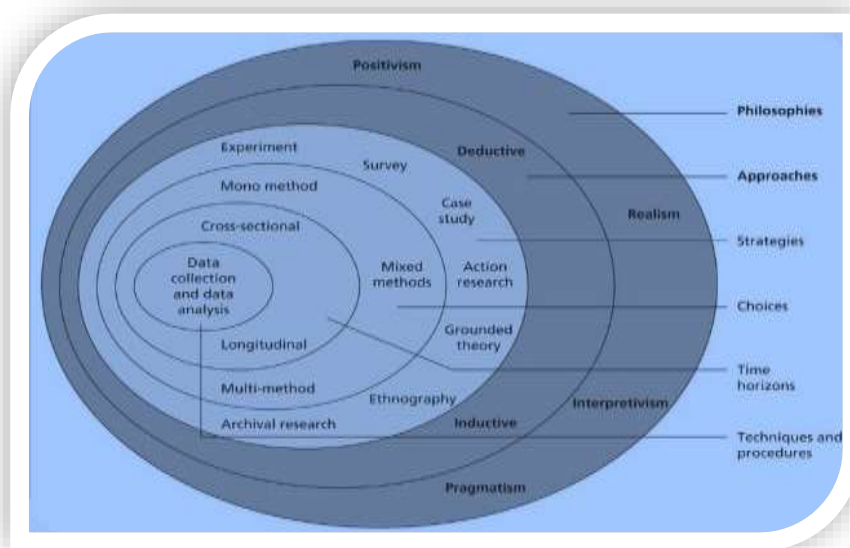 Positivism
Philosophies
Experiment
Survey
Deductive
Approaches
Mono method
Case
study
Realism
Cross-sectional
Strategies
Data
collection
and data
analysis
Mixed
methods
Action
research
Choices
Grounded
theory
Longitudinal
Time
horizons
Multi-method
Ethnography
Interpretivism
Archival research
Inductive
Techniques and
procedures
Pragmatism